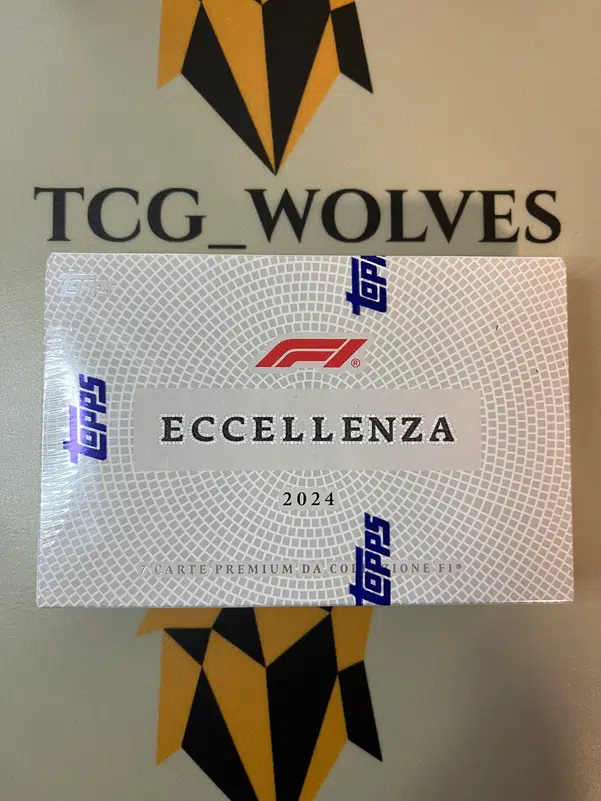 TCG_WOLVES
topps
topps
F1®
topps
ECCELLENZA
2024
7 CARTE PREMIUM DA COLLEZIONE F1®
topps